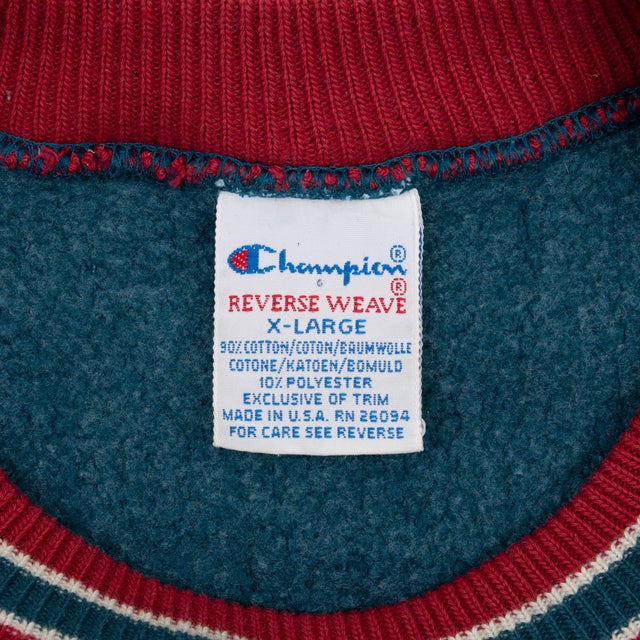 Champion®
®
REVERSE WEAVE
X-LARGE
90% COTTON/COTON/BAUMWOLLE
COTONE/KATOEN/BOMULD
10% POLYESTER
EXCLUSIVE OF TRIM
MADE IN U.S.A. RN 26094
FOR CARE SEE REVERSE